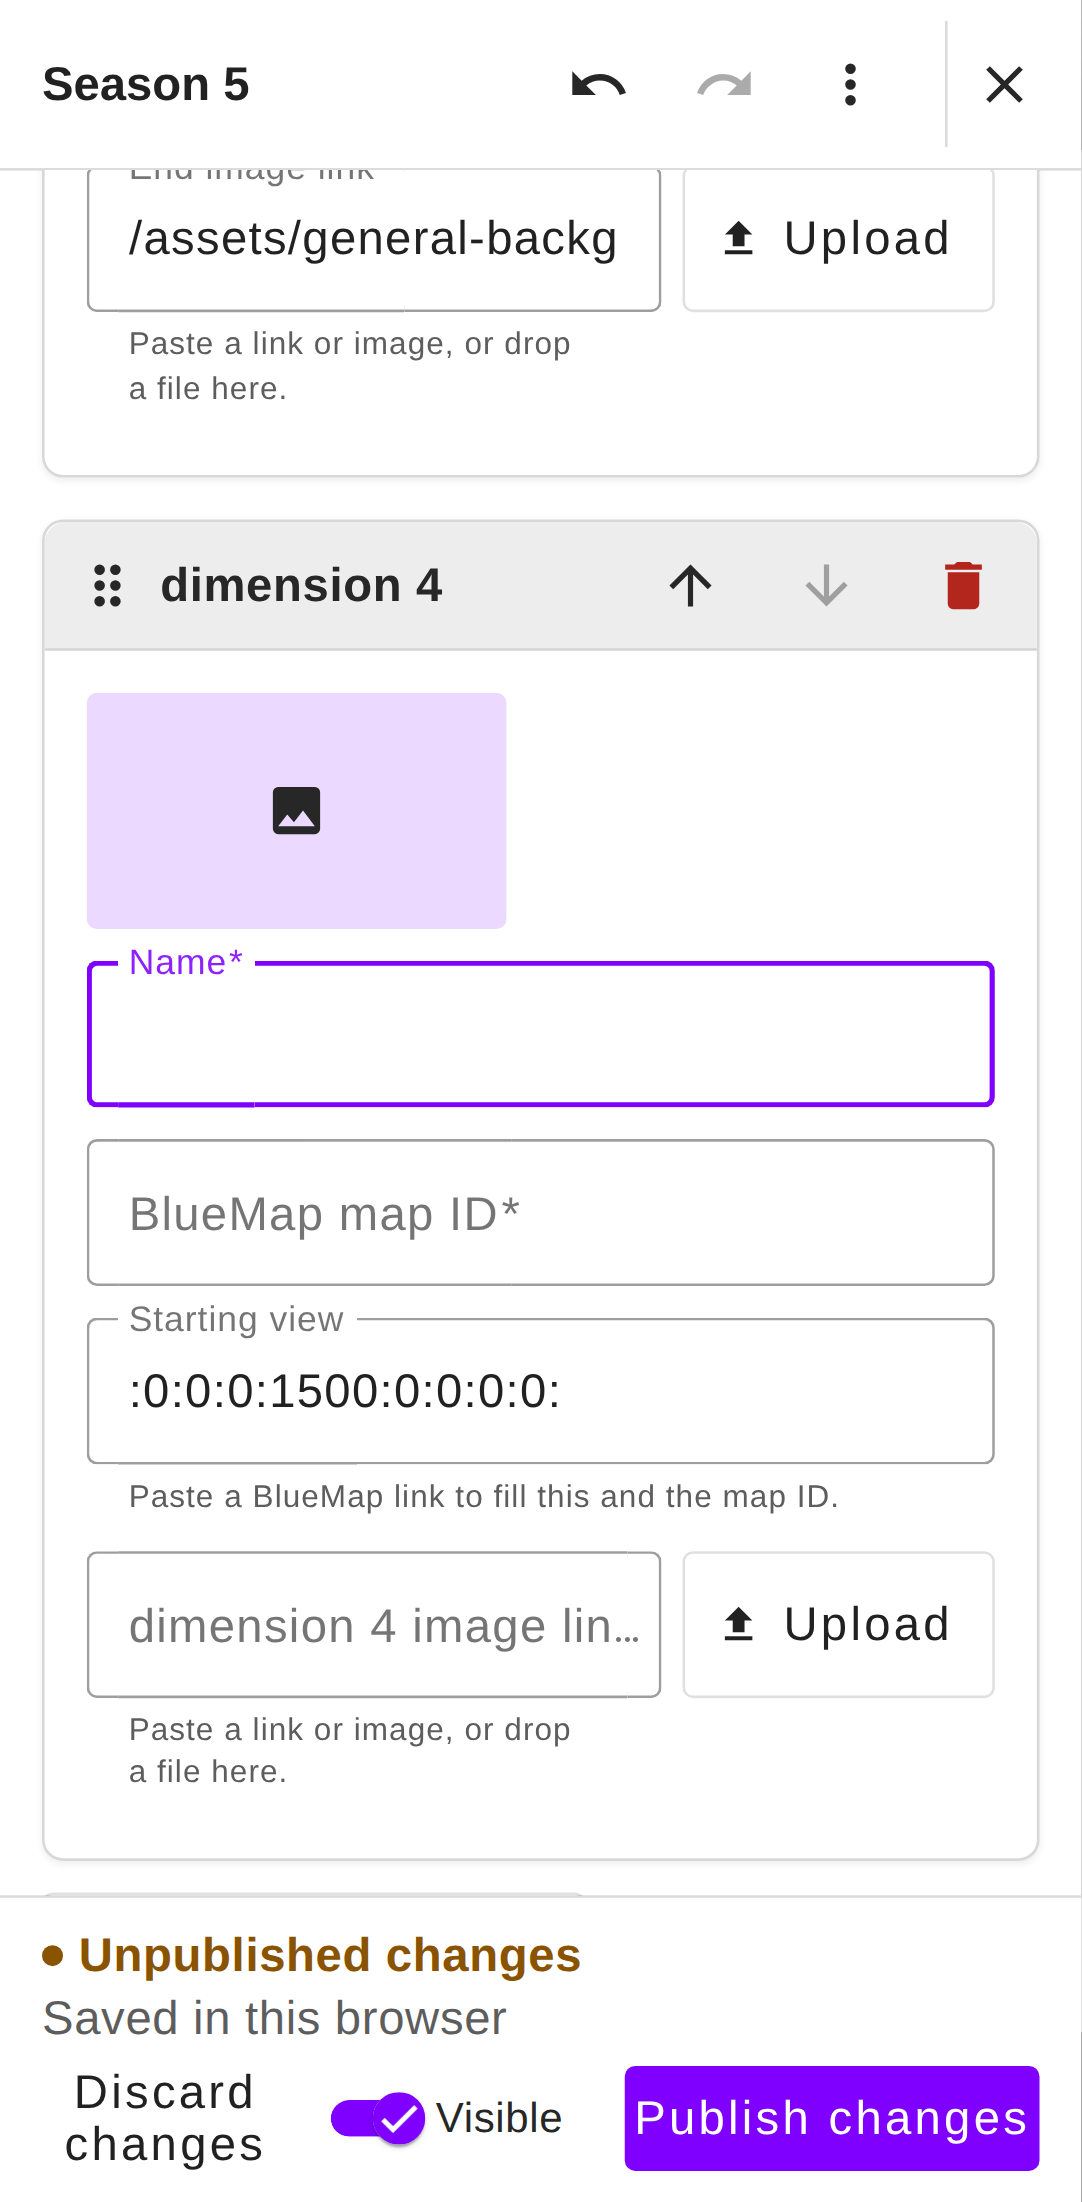 Season 5
End image link
/assets/general-backg
Upload
Paste a link or image, or drop
a file here.
dimension 4
Name*
BlueMap map ID*
Starting view
:0:0:0:1500:0:0:0:0:
Paste a BlueMap link to fill this and the map ID.
dimension 4 image lin…
Upload
Paste a link or image, or drop
a file here.
Unpublished changes
Saved in this browser
Discard
changes
Visible
Publish changes